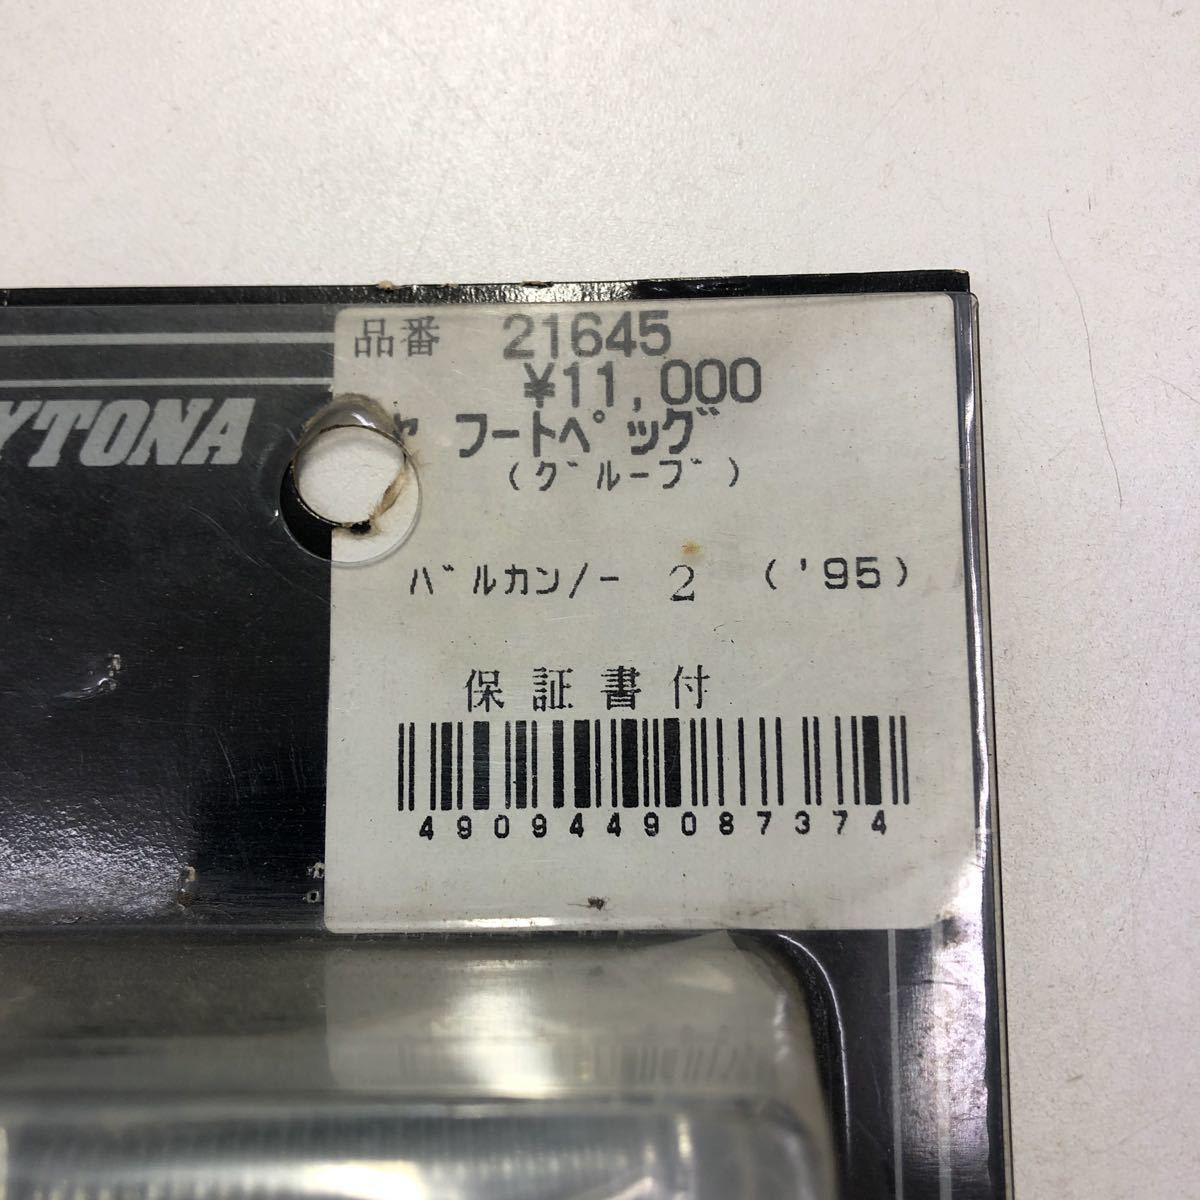 品番 21645
¥11,000
YTONA
ャ フートペッグ
(グルーブ)
バルカン/- 2 ('95)
保証書付
4909449087374